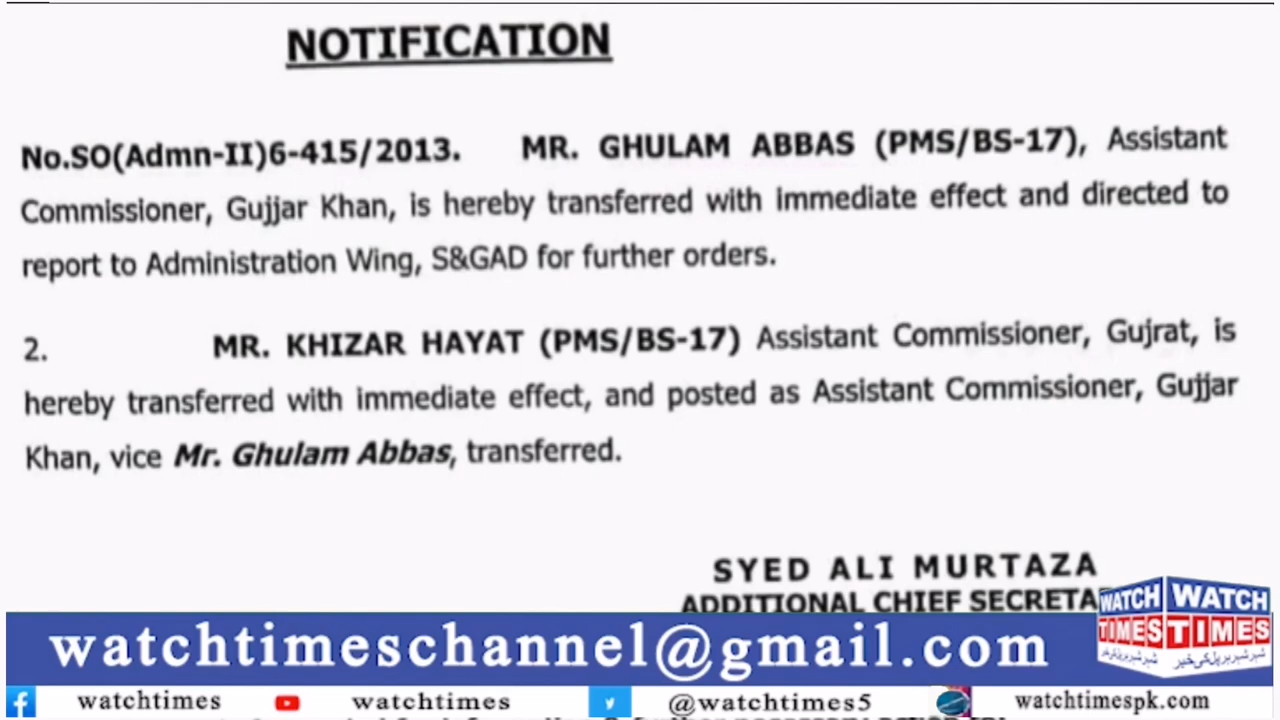 NOTIFICATION
No.SO(Admn-II)6-415/2013. MR. GHULAM ABBAS (PMS/BS-17), Assistant
Commissioner, Gujjar Khan, is hereby transferred with immediate effect and directed to
report to Administration Wing, S&GAD for further orders.
2. MR. KHIZAR HAYAT (PMS/BS-17) Assistant Commissioner, Gujrat, is
hereby transferred with immediate effect, and posted as Assistant Commissioner, Gujjar
Khan, vice Mr. Ghulam Abbas, transferred.
SYED ALI MURTAZA
ADDITIONAL CHIEF
WATCH WATCH
TIMES TIMES
watchtimeschannel@gmail.com
watchtimes watchtimes @watchtimes5 watchtimespk.com